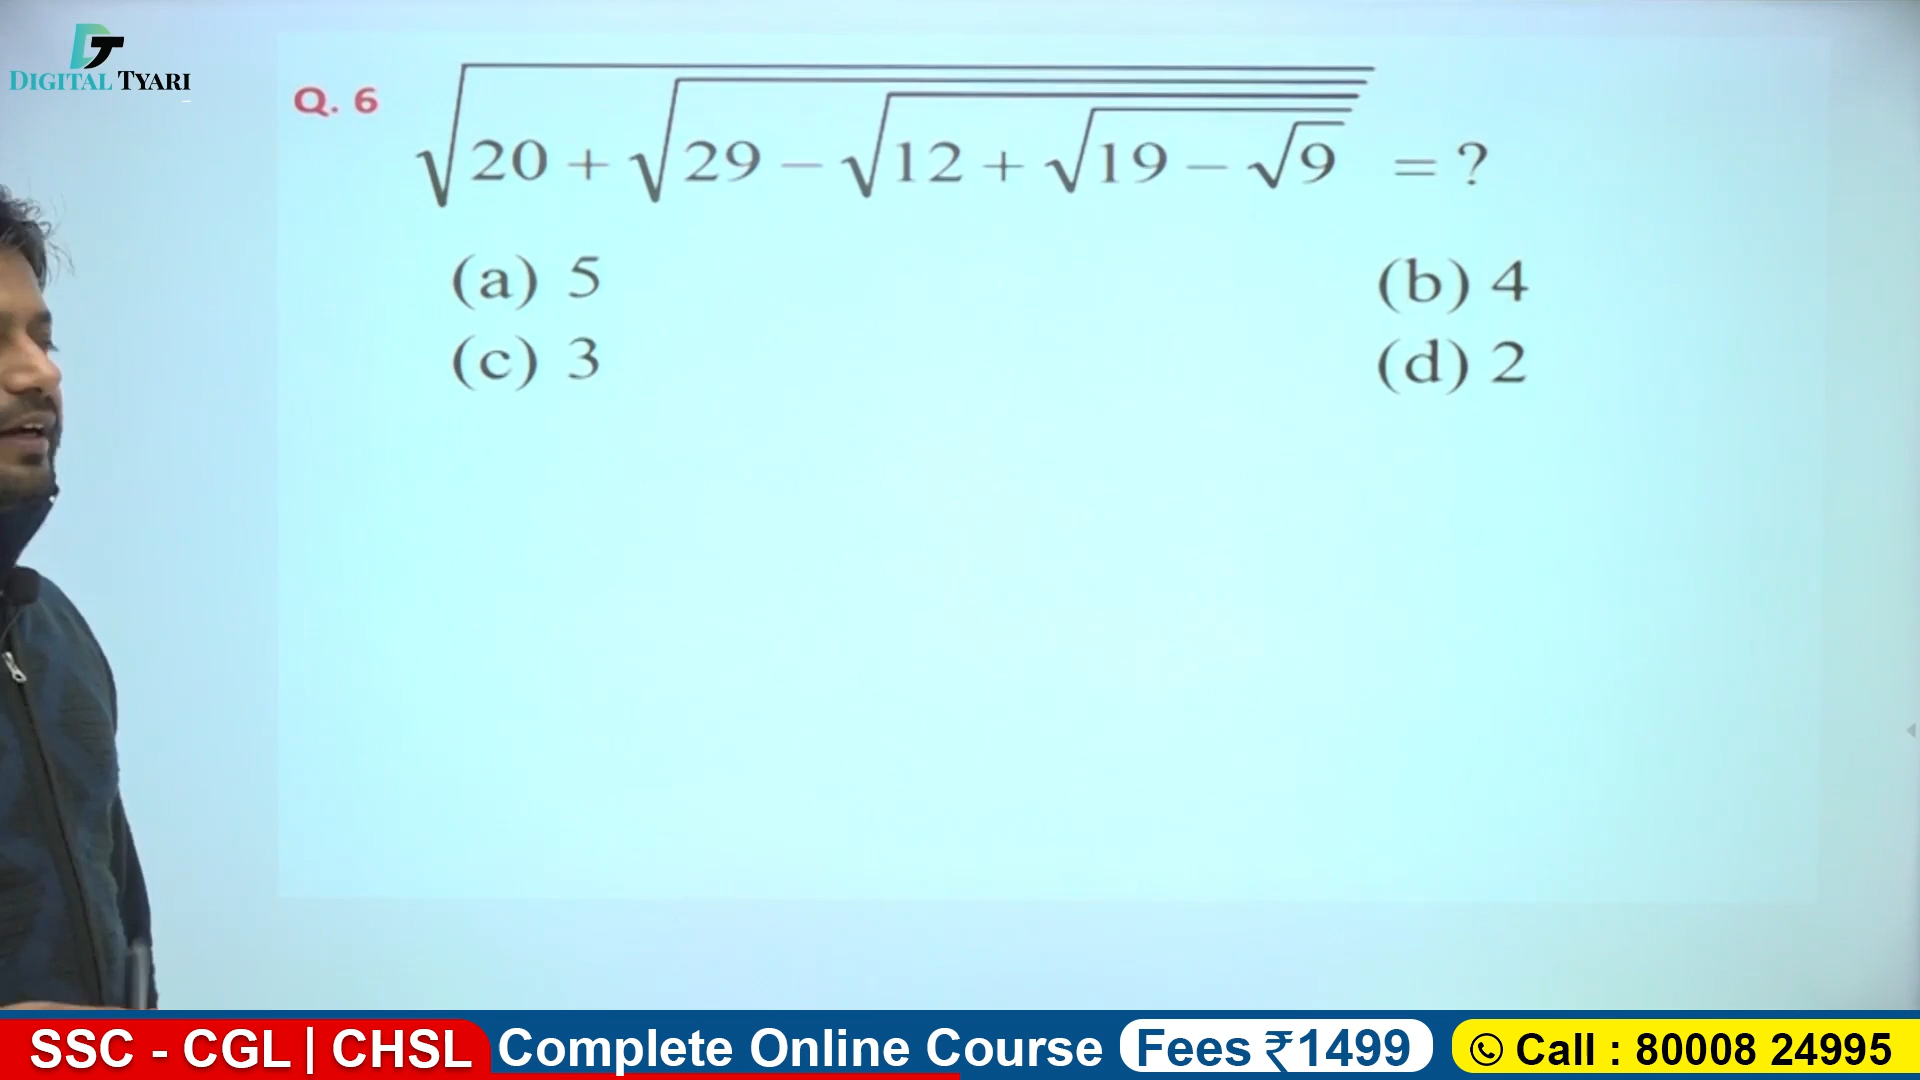 DT
DIGITAL TYARI
Q. 6
√20 + √29 − √12 + √19 − √9 = ?
(a) 5
(b) 4
(c) 3
(d) 2
SSC - CGL | CHSL Complete Online Course Fees ₹1499 Call : 80008 24995